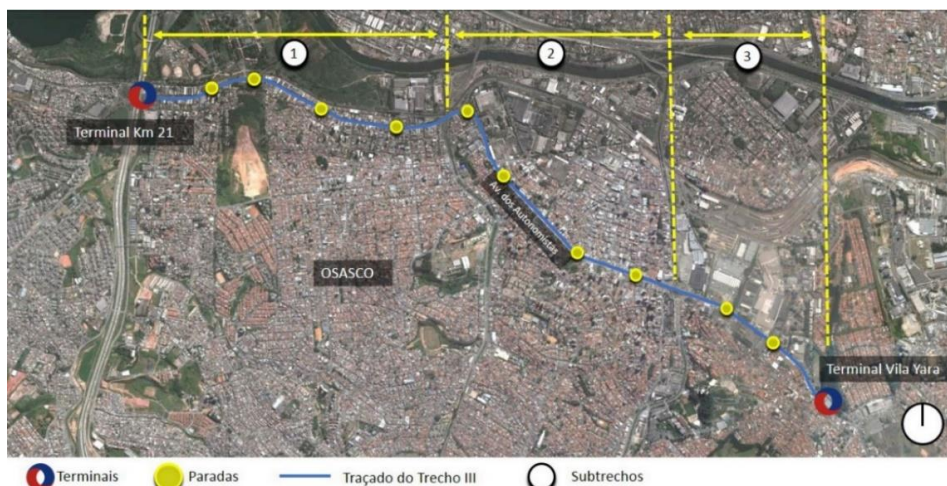 1
2
3
Terminal Km 21
Av. dos Autonomistas
OSASCO
Terminal Vila Yara
Terminais
Paradas
Traçado do Trecho III
Subtrechos